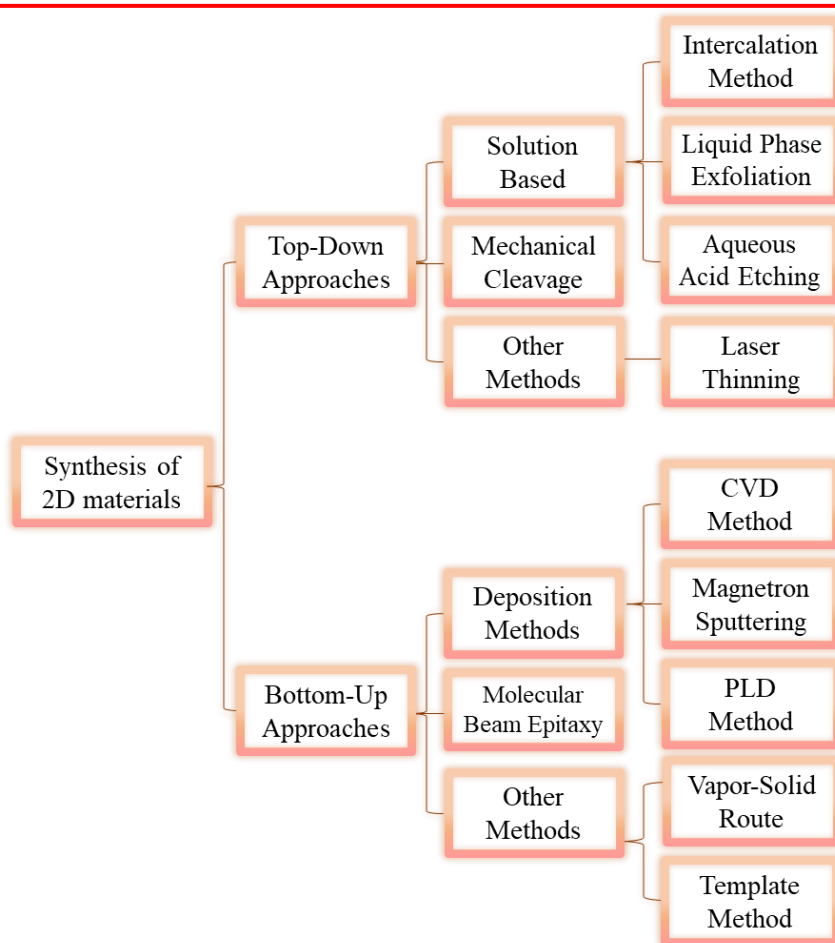 Synthesis of
2D materials
Top-Down
Approaches
Solution
Based
Intercalation
Method
Liquid Phase
Exfoliation
Aqueous
Acid Etching
Mechanical
Cleavage
Other
Methods
Laser
Thinning
Bottom-Up
Approaches
Deposition
Methods
CVD
Method
Magnetron
Sputtering
PLD
Method
Molecular
Beam Epitaxy
Other
Methods
Vapor-Solid
Route
Template
Method